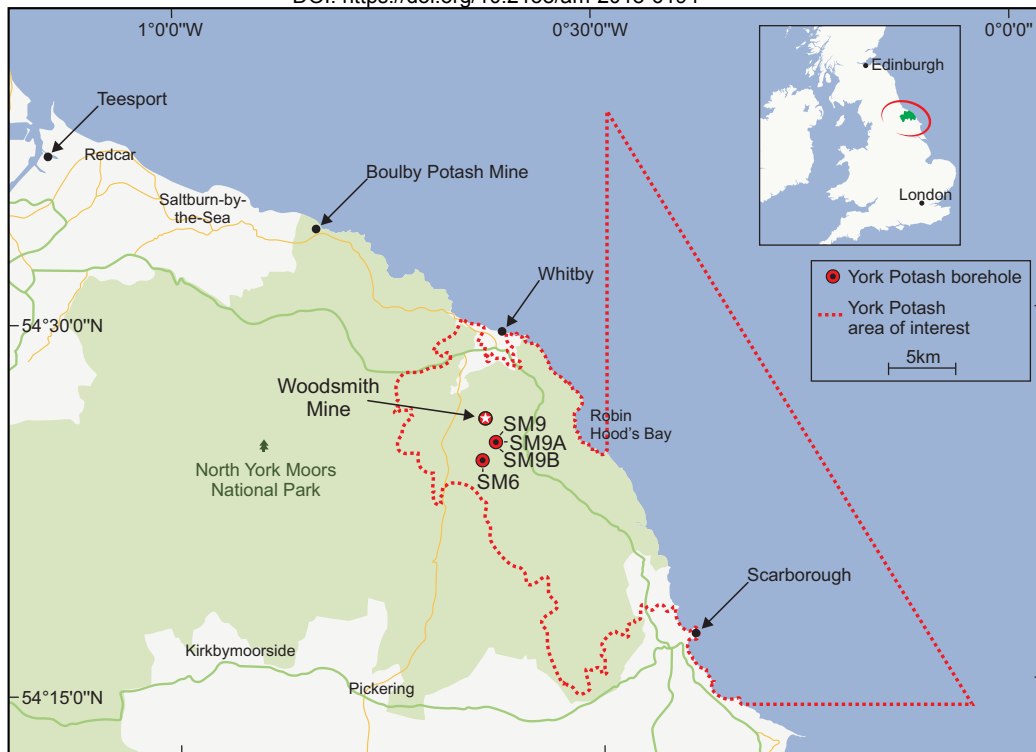 1°0'0"W
0°30'0"W
0°0'0"
Edinburgh
London
Teesport
Redcar
Saltburn-by-
the-Sea
Boulby Potash Mine
Whitby
York Potash borehole
York Potash
area of interest
5km
54°30'0"N
Woodsmith
Mine
SM9
SM9A
SM9B
SM6
Robin
Hood's Bay
North York Moors
National Park
Scarborough
Kirkbymoorside
Pickering
54°15'0"N